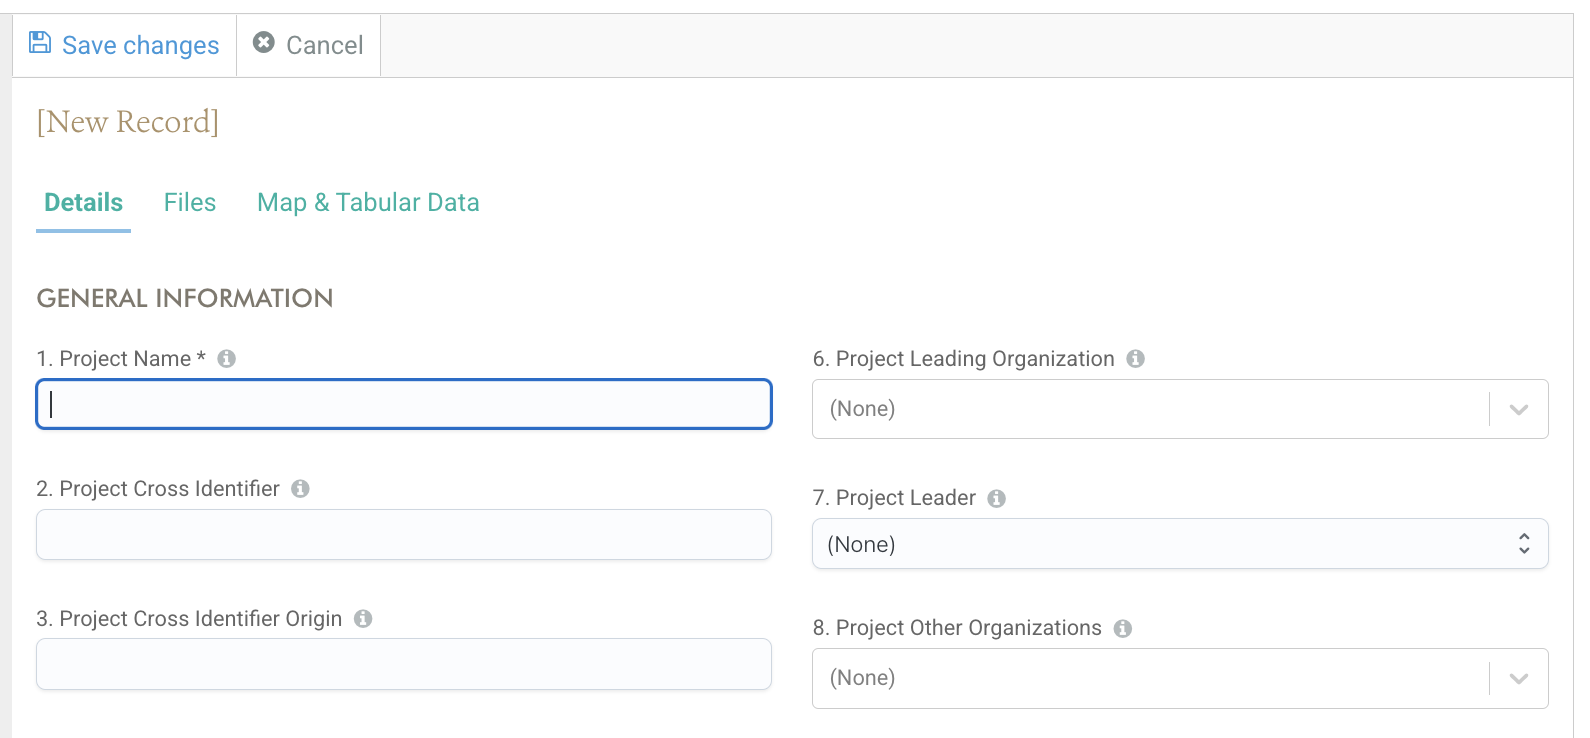 Save changes
Cancel
[New Record]
Details Files Map & Tabular Data
GENERAL INFORMATION
1. Project Name *
2. Project Cross Identifier
3. Project Cross Identifier Origin
6. Project Leading Organization
(None)
7. Project Leader
(None)
8. Project Other Organizations
(None)